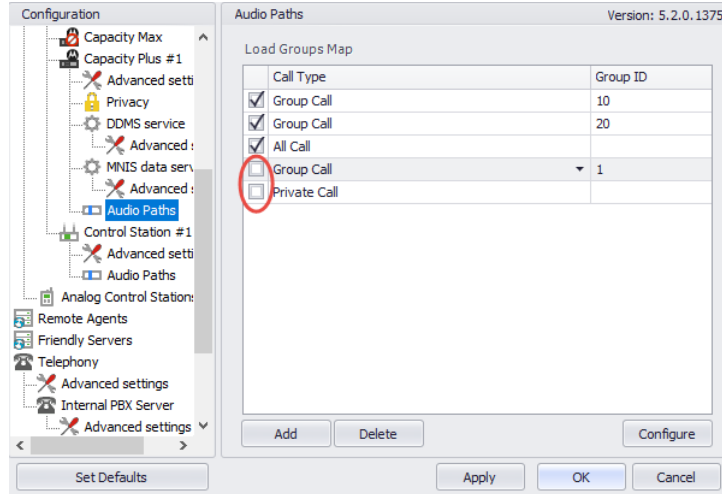 Configuration
Capacity Max
Capacity Plus #1
Advanced setti
Privacy
DDMS service
Advanced s
MNIS data serv
Advanced s
Audio Paths
Control Station #1
Advanced setti
Audio Paths
Analog Control Stations
Remote Agents
Friendly Servers
Telephony
Advanced settings
Internal PBX Server
Advanced settings
Set Defaults
Audio Paths
Version: 5.2.0.1375
Load Groups Map
Call Type Group ID
Group Call 10
Group Call 20
All Call
Group Call 1
Private Call
Add Delete Configure
Apply OK Cancel